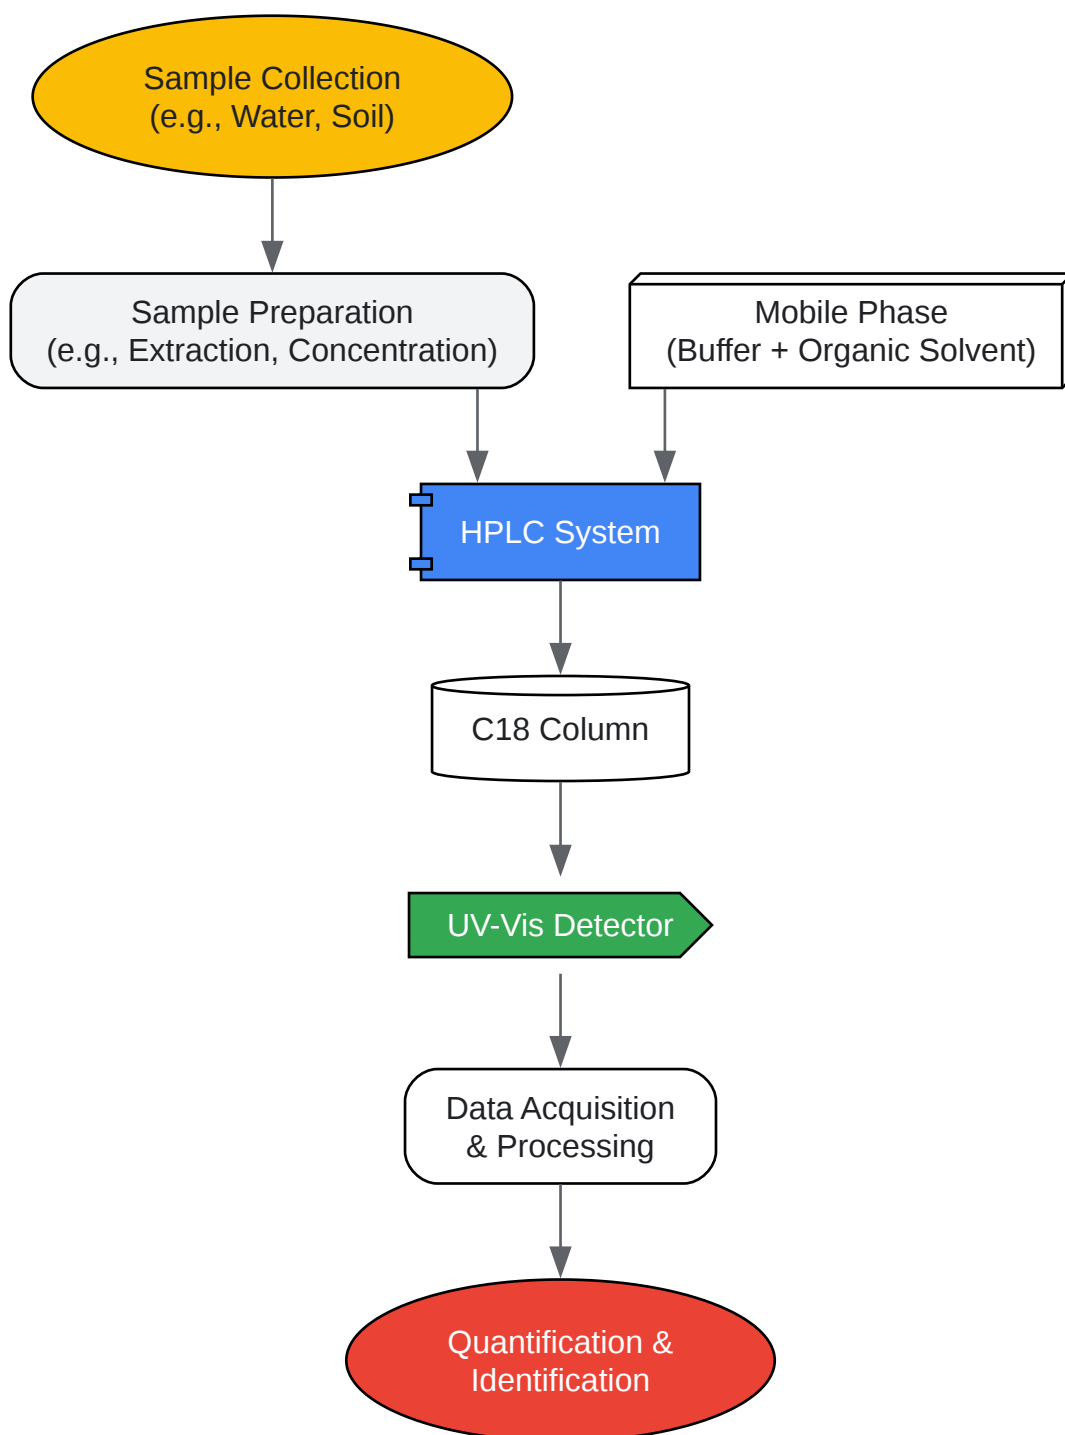 Sample Collection
(e.g., Water, Soil)
Sample Preparation
(e.g., Extraction, Concentration)
Mobile Phase
(Buffer + Organic Solvent)
HPLC System
C18 Column
UV-Vis Detector
Data Acquisition
& Processing
Quantification &
Identification